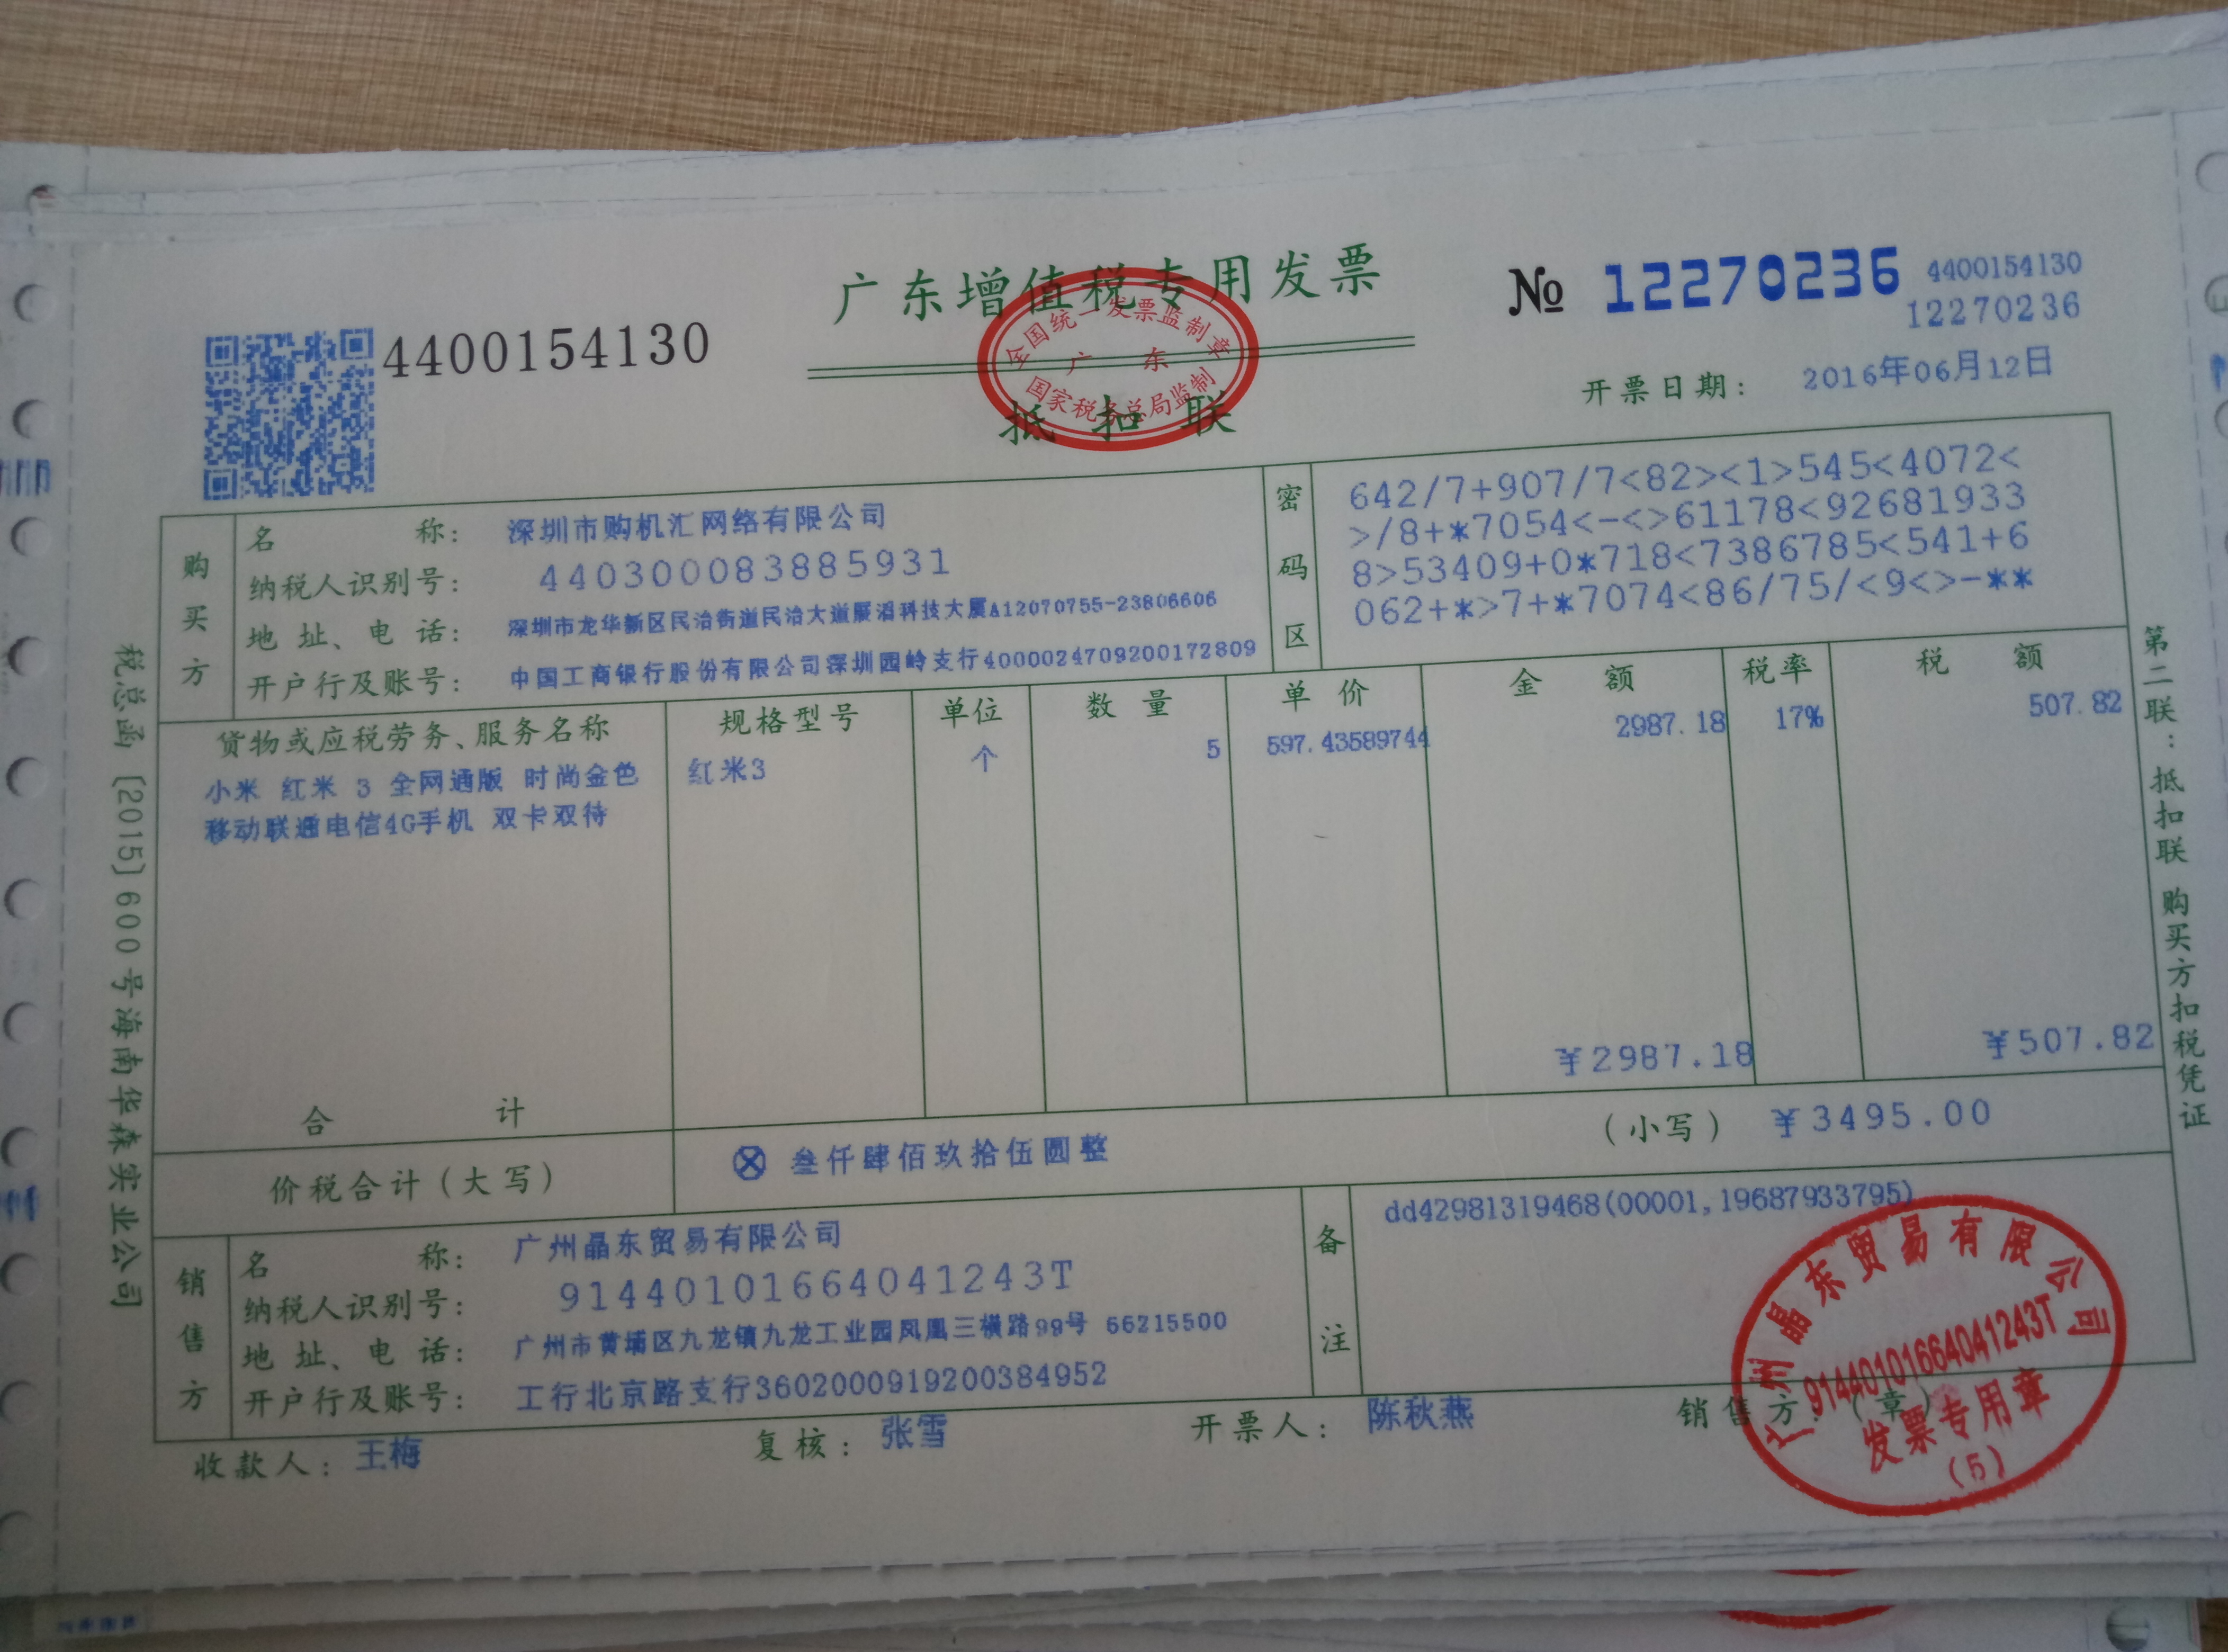 广东增值税专用发票
全国统一发票监制章
广东
国家税务总局监制
抵扣联
4400154130
№ 12270236
4400154130
12270236
开票日期： 2016年06月12日
购买方
名称： 深圳市购机汇网络有限公司
纳税人识别号： 440300083885931
地址、电话： 深圳市龙华新区民治街道民治大道展滔科技大厦A12070755-23806606
开户行及账号： 中国工商银行股份有限公司深圳园岭支行4000024709200172809
密码区
642/7+907/7<82><1>545<4072<
>/8+*7054<-<>61178<92681933
8>53409+0*718<7386785<541+6
062+*>7+*7074<86/75/<9<>-**
货物或应税劳务、服务名称 规格型号 单位 数量 单价 金额 税率 税额
小米 红米 3 全网通版 时尚金色 红米3 个 5 597.43589744 2987.18 17% 507.82
移动联通电信4G手机 双卡双待
合计 ¥2987.18 ¥507.82
价税合计（大写） ⊗ 叁仟肆佰玖拾伍圆整 （小写） ¥3495.00
销售方
名称： 广州晶东贸易有限公司
纳税人识别号： 91440101664041243T
地址、电话： 广州市黄埔区九龙镇九龙工业园凤凰三横路99号 66215500
开户行及账号： 工行北京路支行3602000919200384952
备注
dd42981319468(00001,19687933795)
收款人： 王梅 复核： 张雪 开票人： 陈秋燕 销售方：（章）
广州晶东贸易有限公司
91440101664041243T
发票专用章
(5)
税总函〔2015〕600号海南华森实业公司
第二联：抵扣联 购买方扣税凭证